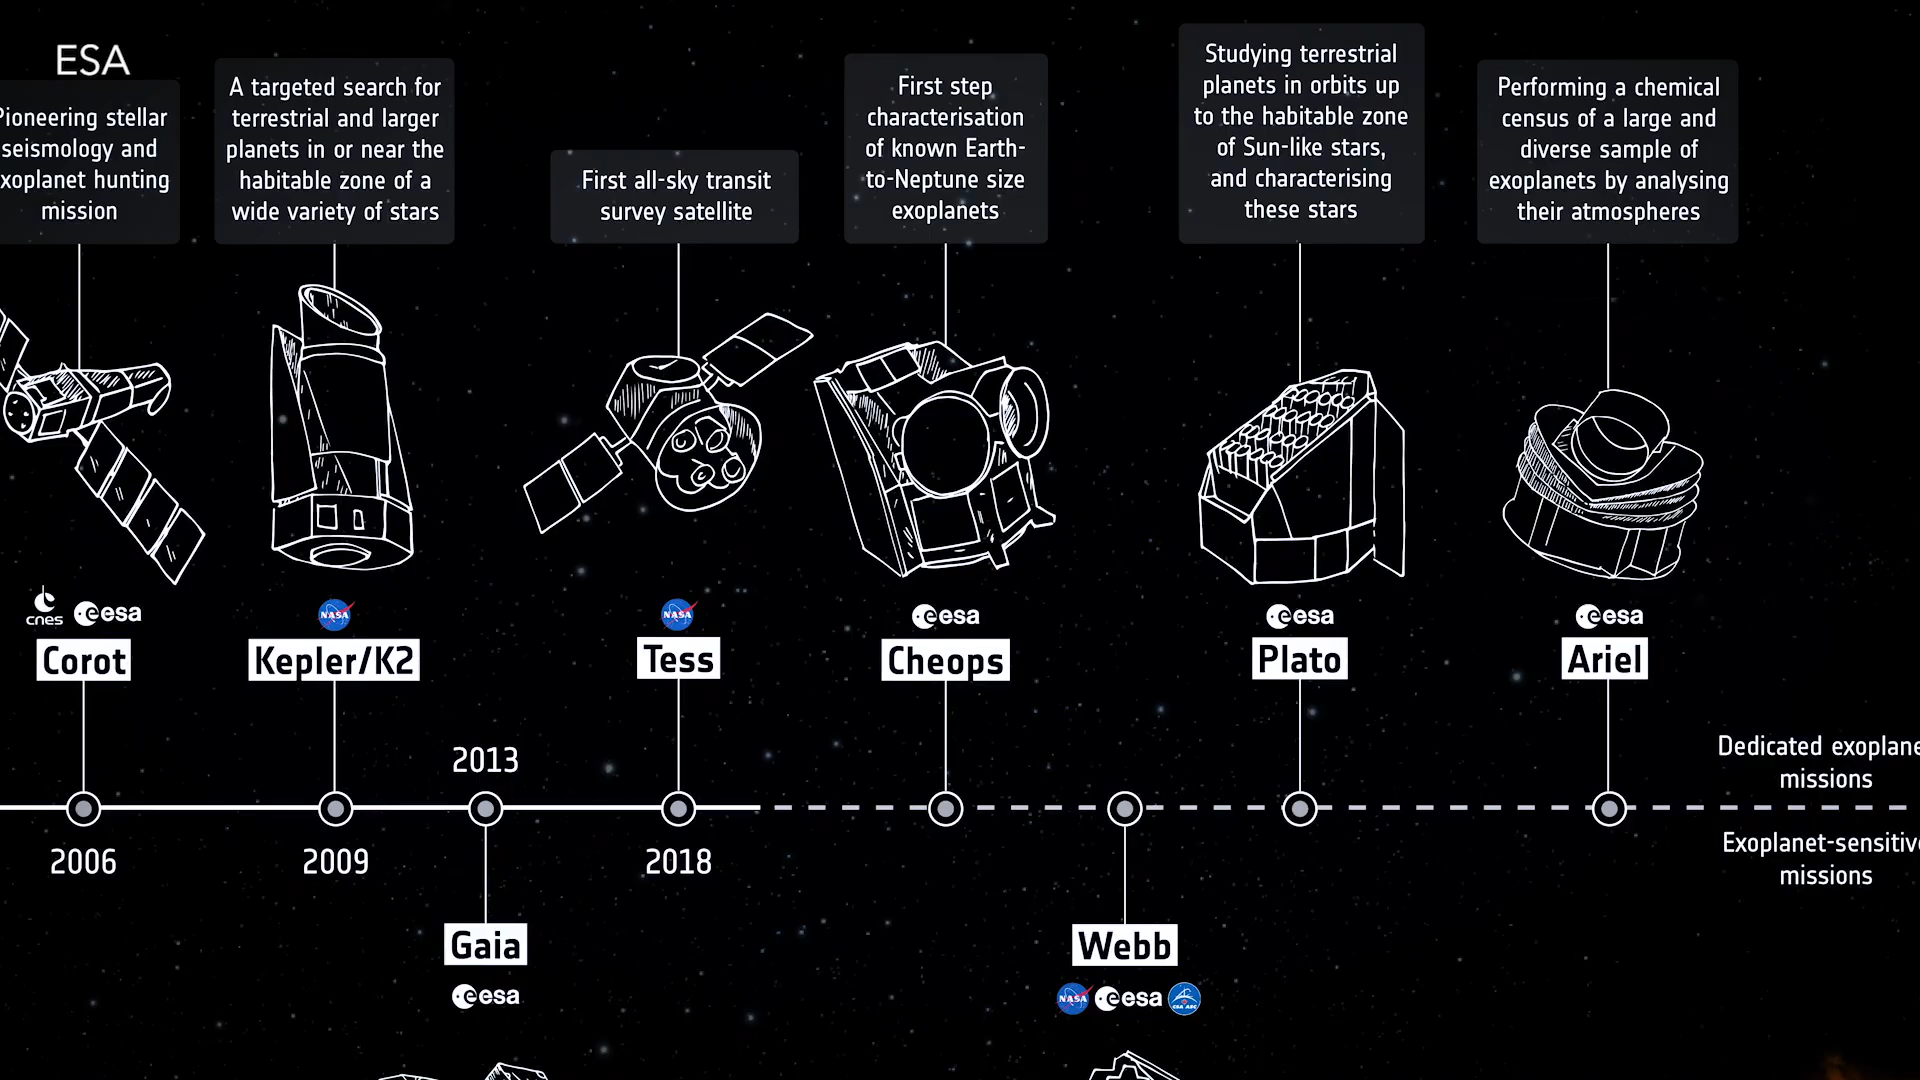 ESA
Pioneering stellar
seismology and
xoplanet hunting
mission
A targeted search for
terrestrial and larger
planets in or near the
habitable zone of a
wide variety of stars
First all-sky transit
survey satellite
First step
characterisation
of known Earth-
to-Neptune size
exoplanets
Studying terrestrial
planets in orbits up
to the habitable zone
of Sun-like stars,
and characterising
these stars
Performing a chemical
census of a large and
diverse sample of
exoplanets by analysing
their atmospheres
cnes esa
Corot
NASA
Kepler/K2
NASA
Tess
esa
Cheops
esa
Plato
esa
Ariel
2013
Dedicated exoplane
missions
2006
2009
2018
Exoplanet-sensitive
missions
Gaia
esa
Webb
NASA esa CSA ASC